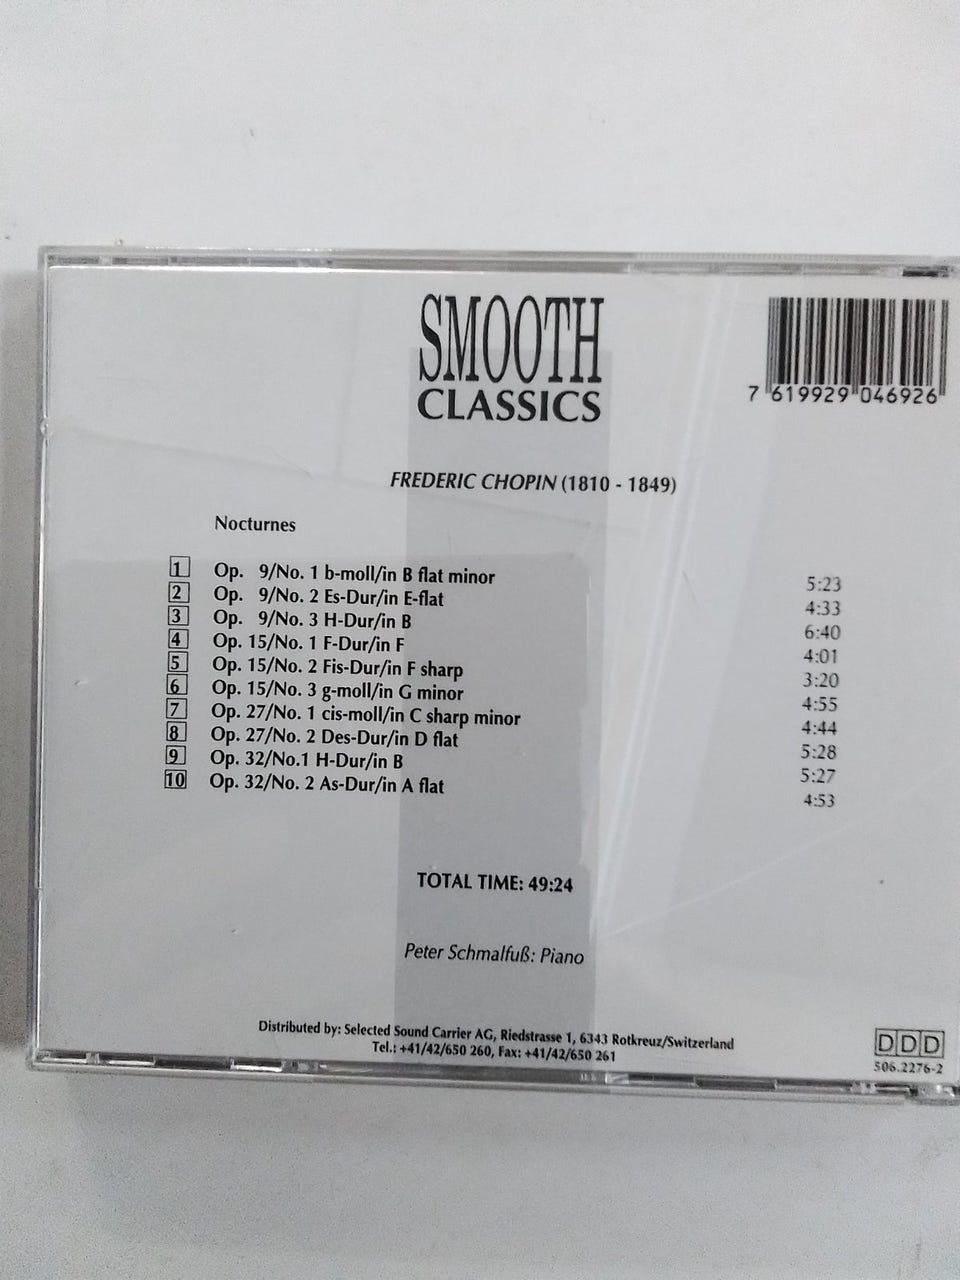 SMOOTH
CLASSICS
7 619929 046926
FREDERIC CHOPIN (1810 - 1849)
Nocturnes
1 Op. 9/No. 1 b-moll/in B flat minor 5:23
2 Op. 9/No. 2 Es-Dur/in E-flat 4:33
3 Op. 9/No. 3 H-Dur/in B 6:40
4 Op. 15/No. 1 F-Dur/in F 4:01
5 Op. 15/No. 2 Fis-Dur/in F sharp 3:20
6 Op. 15/No. 3 g-moll/in G minor 4:55
7 Op. 27/No. 1 cis-moll/in C sharp minor 4:44
8 Op. 27/No. 2 Des-Dur/in D flat 5:28
9 Op. 32/No.1 H-Dur/in B 5:27
10 Op. 32/No. 2 As-Dur/in A flat 4:53
TOTAL TIME: 49:24
Peter Schmalfuß: Piano
Distributed by: Selected Sound Carrier AG, Riedstrasse 1, 6343 Rotkreuz/Switzerland
Tel.: +41/42/650 260, Fax: +41/42/650 261
DDD
506.2276-2